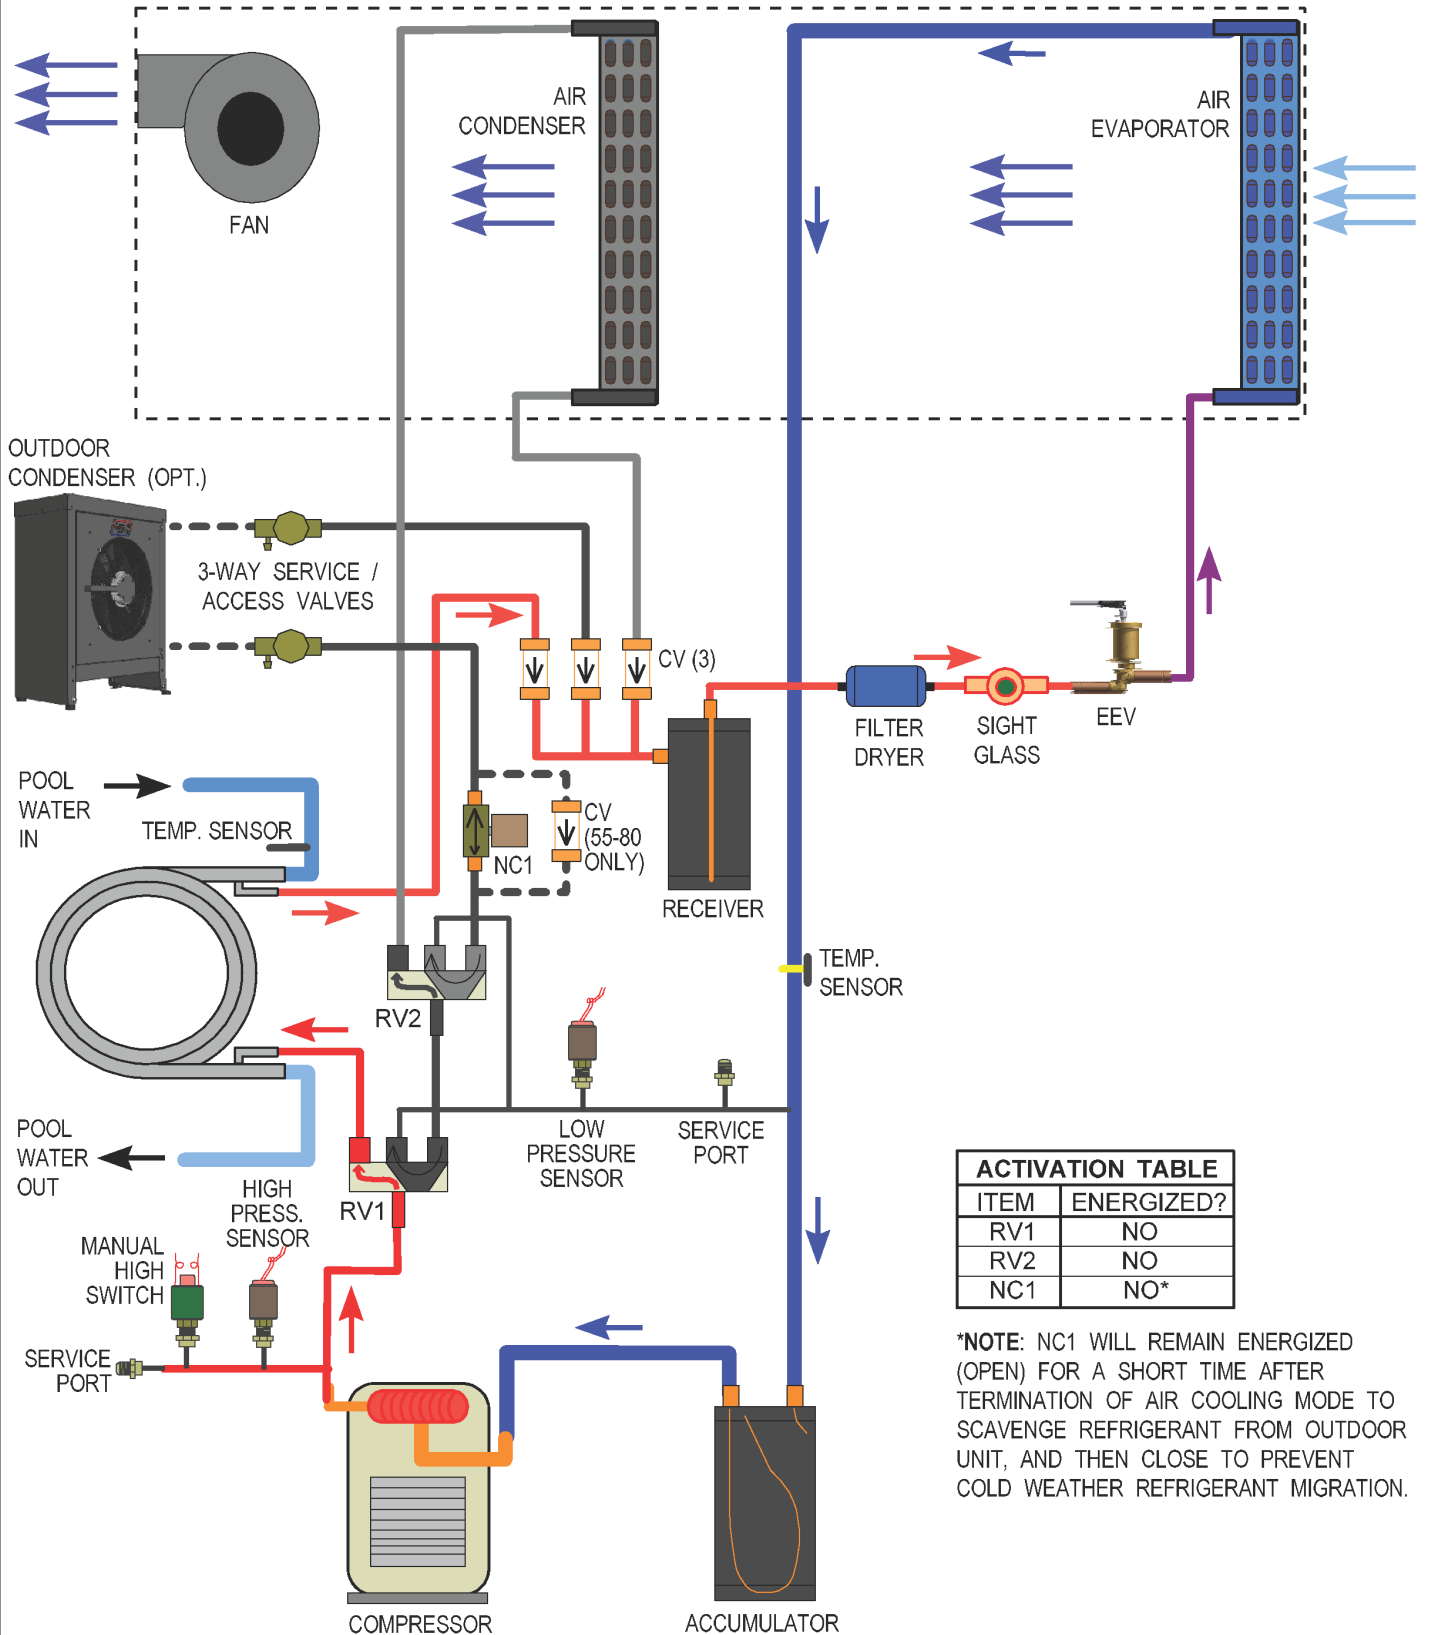 AIR
CONDENSER
AIR
EVAPORATOR
FAN
OUTDOOR
CONDENSER (OPT.)
3-WAY SERVICE /
ACCESS VALVES
CV (3)
FILTER
DRYER
SIGHT
GLASS
EEV
POOL
WATER
IN
TEMP. SENSOR
NC1
CV
(55-80
ONLY)
RECEIVER
TEMP.
SENSOR
RV2
LOW
PRESSURE
SENSOR
SERVICE
PORT
POOL
WATER
OUT
HIGH
PRESS.
SENSOR
RV1
MANUAL
HIGH
SWITCH
SERVICE
PORT
ACTIVATION TABLE
ITEM ENERGIZED?
RV1 NO
RV2 NO
NC1 NO*
*NOTE: NC1 WILL REMAIN ENERGIZED
(OPEN) FOR A SHORT TIME AFTER
TERMINATION OF AIR COOLING MODE TO
SCAVENGE REFRIGERANT FROM OUTDOOR
UNIT, AND THEN CLOSE TO PREVENT
COLD WEATHER REFRIGERANT MIGRATION.
COMPRESSOR
ACCUMULATOR